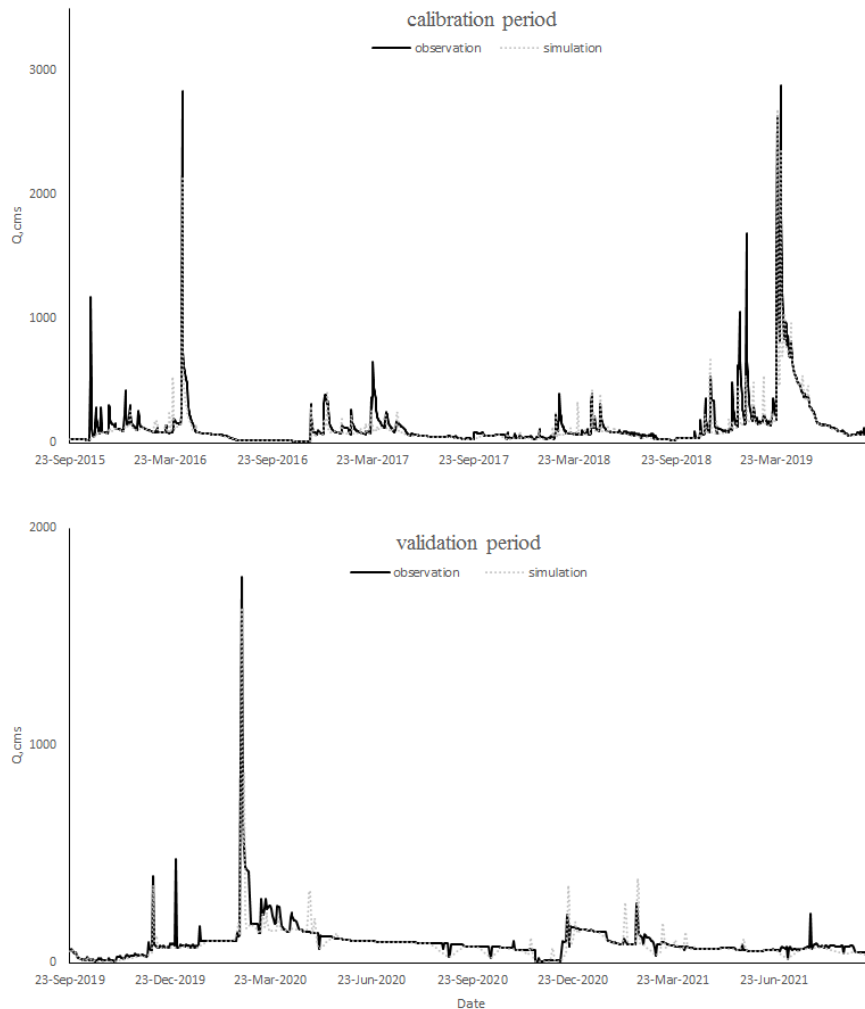 calibration period
observation simulation
3000
2000
Q,cms
1000
0
23-Sep-2015 23-Mar-2016 23-Sep-2016 23-Mar-2017 23-Sep-2017 23-Mar-2018 23-Sep-2018 23-Mar-2019
2000
validation period
observation simulation
Q,cms
1000
0
23-Sep-2019 23-Dec-2019 23-Mar-2020 23-Jun-2020 23-Sep-2020 23-Dec-2020 23-Mar-2021 23-Jun-2021
Date